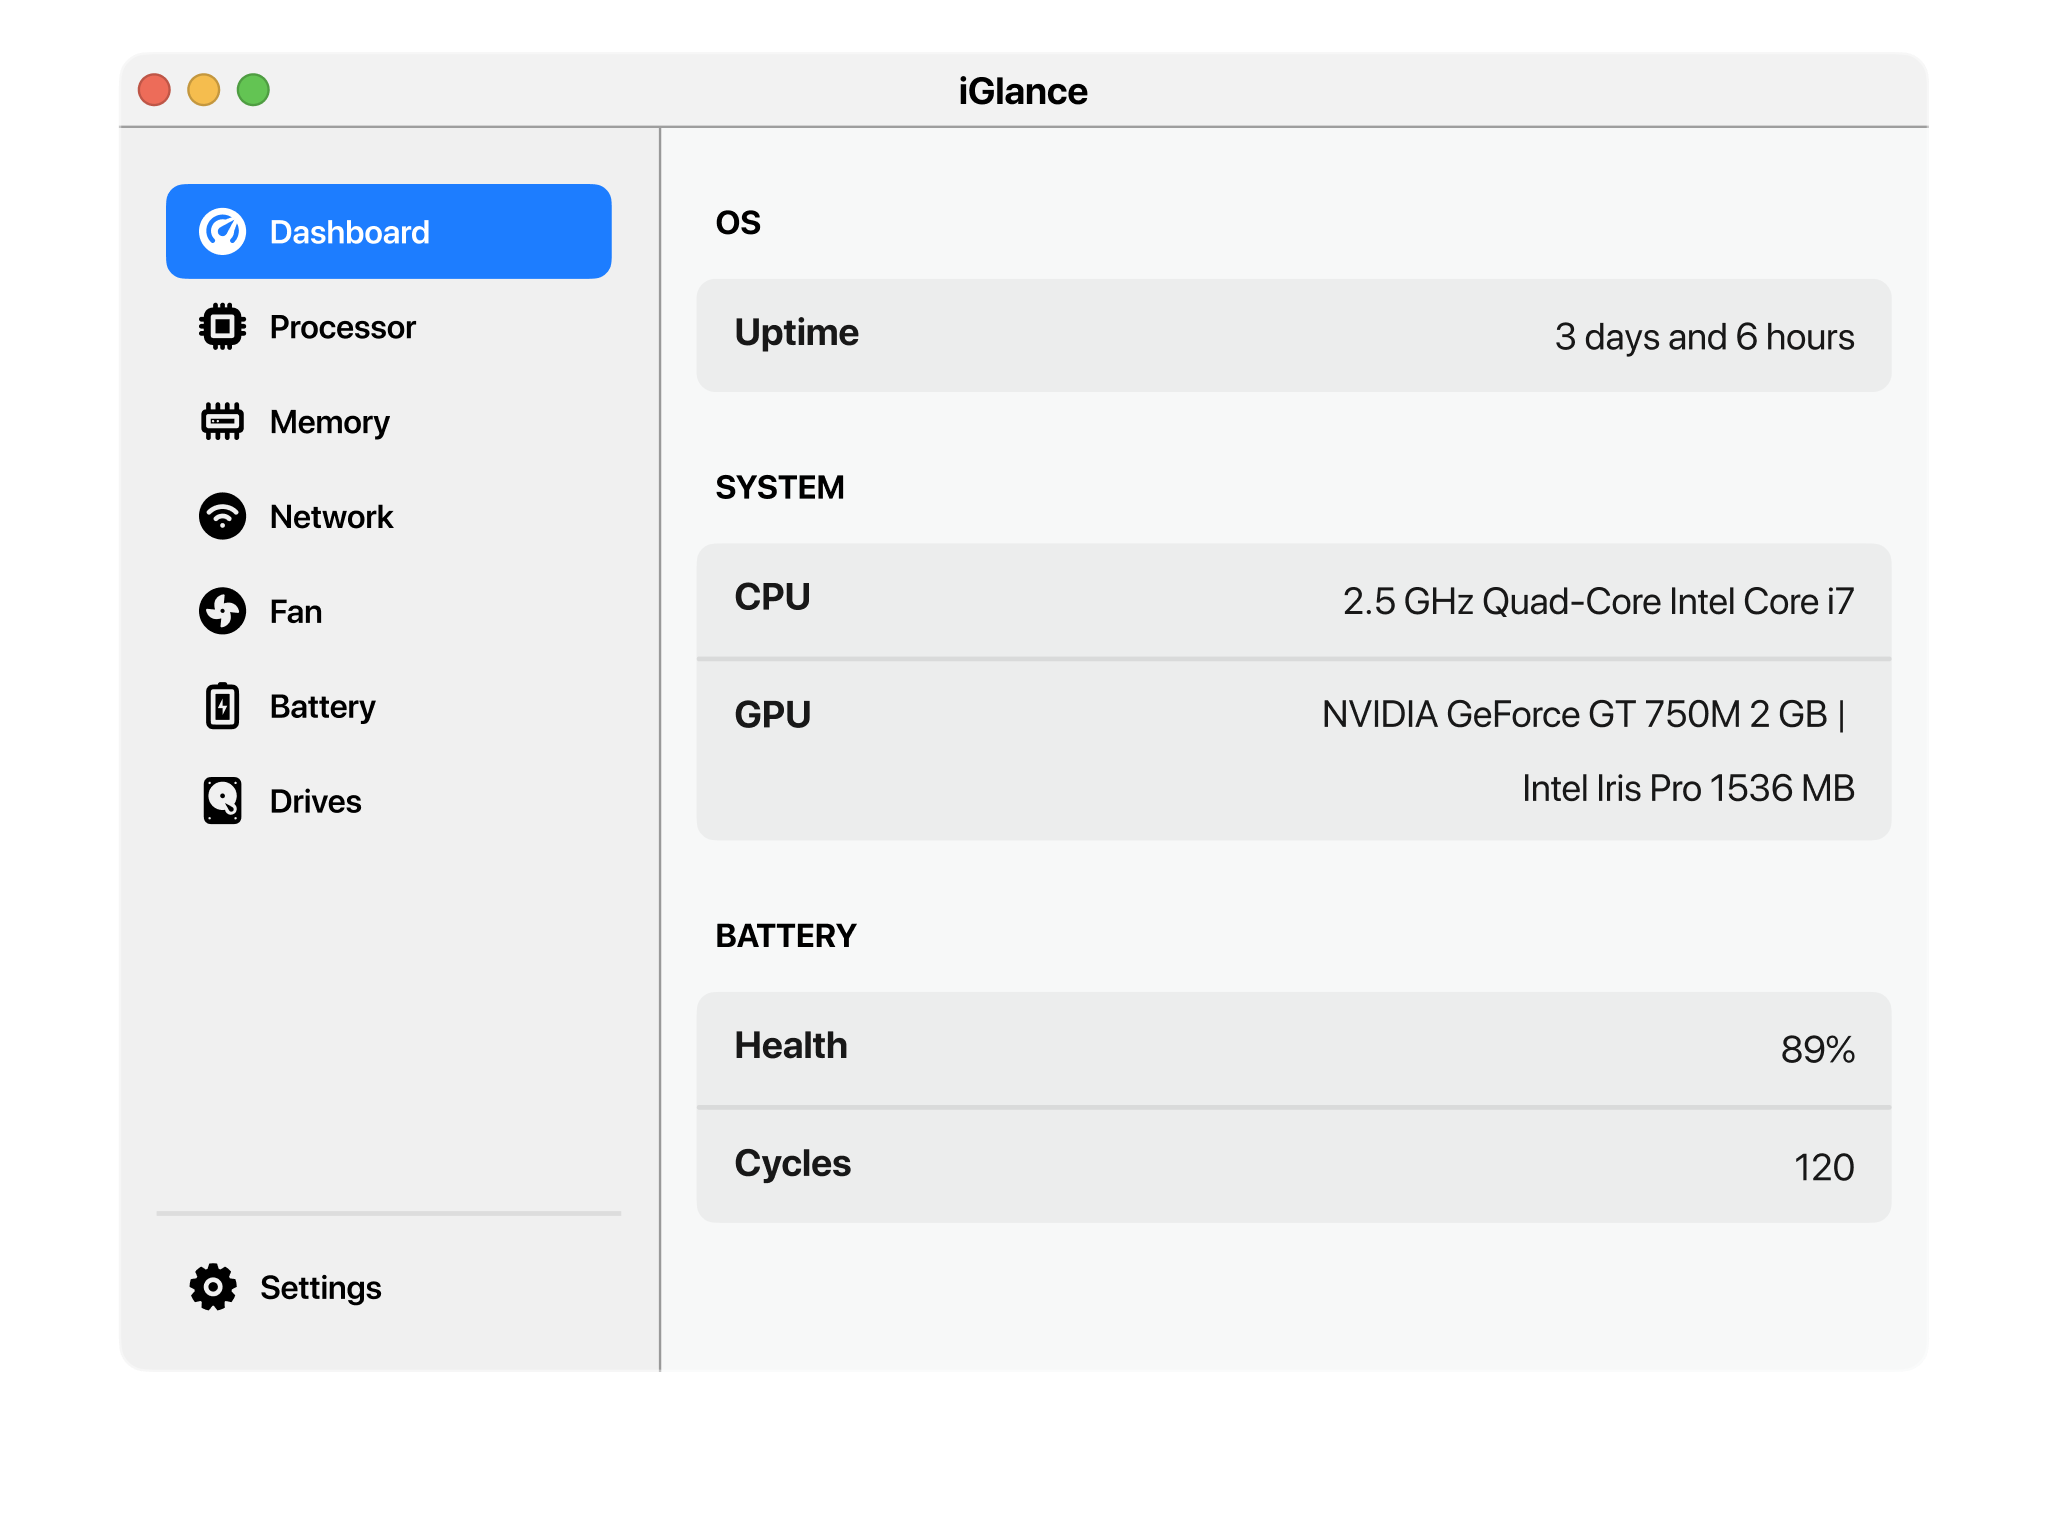 iGlance
Dashboard
Processor
Memory
Network
Fan
Battery
Drives
Settings
OS
Uptime 3 days and 6 hours
SYSTEM
CPU 2.5 GHz Quad-Core Intel Core i7
GPU NVIDIA GeForce GT 750M 2 GB |
Intel Iris Pro 1536 MB
BATTERY
Health 89%
Cycles 120